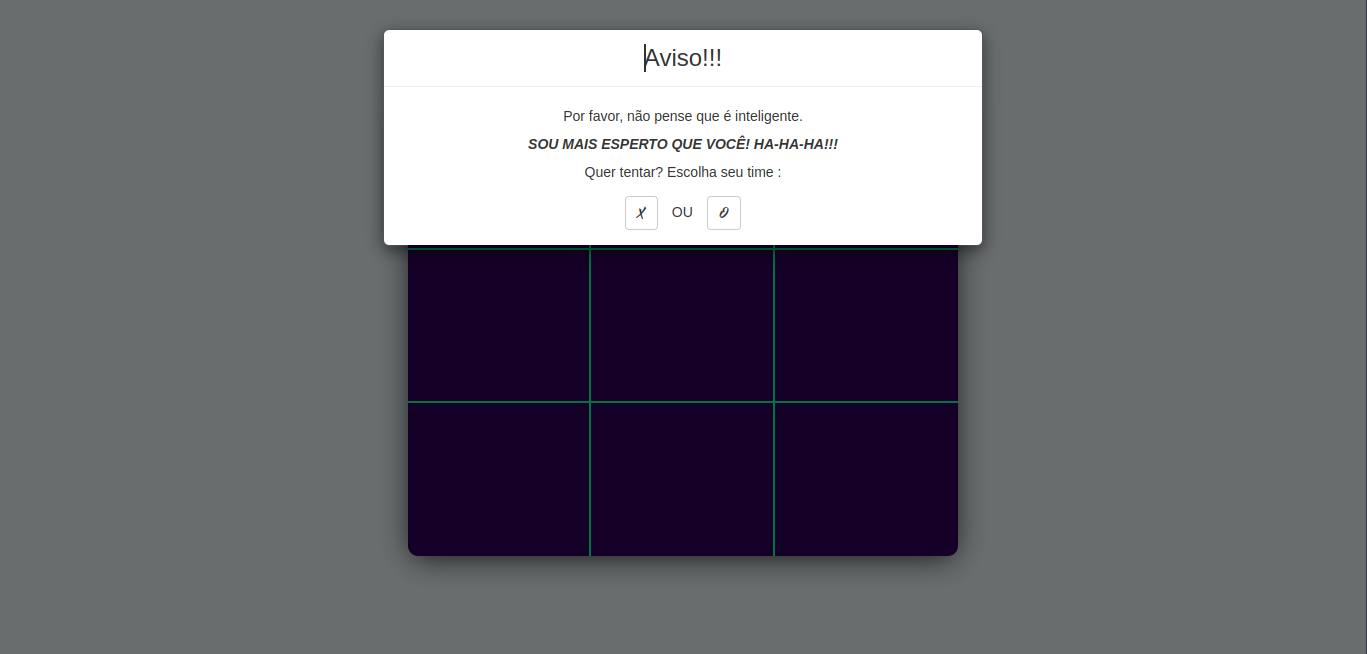 Aviso!!!
Por favor, não pense que é inteligente.
SOU MAIS ESPERTO QUE VOCÊ! HA-HA-HA!!!
Quer tentar? Escolha seu time :
X OU O